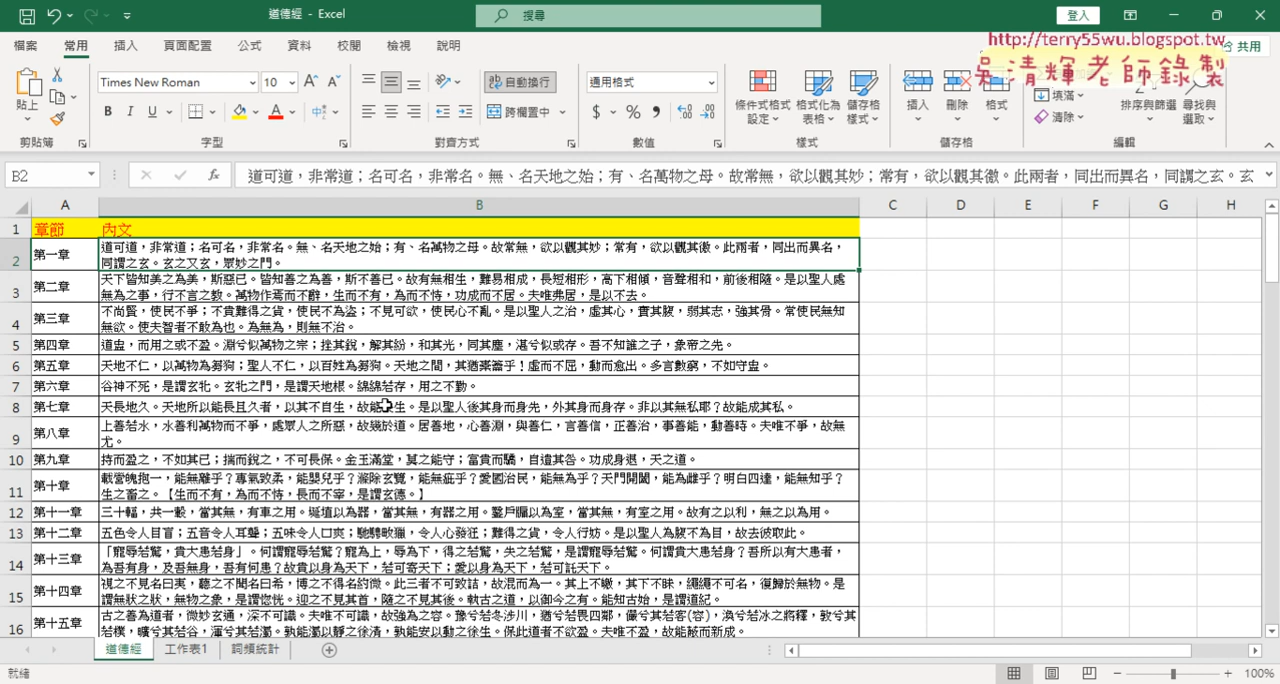 道德經 - Excel
搜尋
登入
http://terry55wu.blogspot.tw
吳清輝老師錄製
檔案 常用 插入 頁面配置 公式 資料 校閱 檢視 說明 共用
貼上
剪貼簿
Times New Roman 10
B I U
字型
自動換行
跨欄置中
對齊方式
通用格式
$ % ,
數值
條件式格式設定 格式化為表格 儲存格樣式
樣式
插入 刪除 格式
儲存格
填滿
清除
排序與篩選 尋找與選取
編輯
B2
fx
道可道，非常道；名可名，非常名。無、名天地之始；有、名萬物之母。故常無，欲以觀其妙；常有，欲以觀其徼。此兩者，同出而異名，同謂之玄。玄
A B C D E F G H
1 章節 內文
2 第一章 道可道，非常道；名可名，非常名。無、名天地之始；有、名萬物之母。故常無，欲以觀其妙；常有，欲以觀其徼。此兩者，同出而異名，
同謂之玄。玄之又玄，眾妙之門。
3 第二章 天下皆知美之為美，斯惡已。皆知善之為善，斯不善已。故有無相生，難易相成，長短相形，高下相傾，音聲相和，前後相隨。是以聖人處
無為之事，行不言之教。萬物作焉而不辭，生而不有，為而不恃，功成而不居。夫唯弗居，是以不去。
4 第三章 不尚賢，使民不爭；不貴難得之貨，使民不為盜；不見可欲，使民心不亂。是以聖人之治，虛其心，實其腹，弱其志，強其骨。常使民無知
無欲。使夫智者不敢為也。為無為，則無不治。
5 第四章 道盅，而用之或不盈。淵兮似萬物之宗；挫其銳，解其紛，和其光，同其塵，湛兮似或存。吾不知誰之子，象帝之先。
6 第五章 天地不仁，以萬物為芻狗；聖人不仁，以百姓為芻狗。天地之間，其猶橐籥乎！虛而不屈，動而愈出。多言數窮，不如守盅。
7 第六章 谷神不死，是謂玄牝。玄牝之門，是謂天地根。綿綿若存，用之不勤。
8 第七章 天長地久。天地所以能長且久者，以其不自生，故能 生。是以聖人後其身而身先，外其身而身存。非以其無私耶？故能成其私。
9 第八章 上善若水，水善利萬物而不爭，處眾人之所惡，故幾於道。居善地，心善淵，與善仁，言善信，正善治，事善能，動善時。夫唯不爭，故無
尤。
10 第九章 持而盈之，不如其已；揣而銳之，不可長保。金玉滿堂，莫之能守；富貴而驕，自遺其咎。功成身退，天之道。
11 第十章 載營魄抱一，能無離乎？專氣致柔，能嬰兒乎？滌除玄覽，能無疵乎？愛國治民，能無為乎？天門開闔，能為雌乎？明白四達，能無知乎？
生之畜之。【生而不有，為而不恃，長而不宰，是謂玄德。】
12 第十一章 三十輻，共一轂，當其無，有車之用。埏埴以為器，當其無，有器之用。鑿戶牖以為室，當其無，有室之用。故有之以利，無之以為用。
13 第十二章 五色令人目盲；五音令人耳聾；五味令人口爽；馳騁畋獵，令人心發狂；難得之貨，令人行妨。是以聖人為腹不為目，故去彼取此。
14 第十三章 「寵辱若驚，貴大患若身」。何謂寵辱若驚？寵為上，辱為下，得之若驚，失之若驚，是謂寵辱若驚。何謂貴大患若身？吾所以有大患者，
為吾有身，及吾無身，吾有何患？故貴以身為天下，若可寄天下；愛以身為天下，若可託天下。
15 第十四章 視之不見名曰夷，聽之不聞名曰希，博之不得名約微。此三者不可致詰，故混而為一。其上不皦，其下不昧，繩繩不可名，復歸於無物。是
謂無狀之狀，無物之象，是謂惚恍。迎之不見其首，隨之不見其後。執古之道，以御今之有。能知古始，是謂道紀。
16 第十五章 古之善為道者，微妙玄通，深不可識。夫唯不可識，故強為之容。豫兮若冬涉川，猶兮若畏四鄰，儼兮其若客(容)，渙兮若冰之將釋，敦兮其
若樸，曠兮其若谷，渾兮其若濁。孰能濁以靜之徐清，孰能安以動之徐生。保此道者不欲盈。夫唯不盈，故能蔽而新成。
道德經 工作表1 詞頻統計
就緒
100%